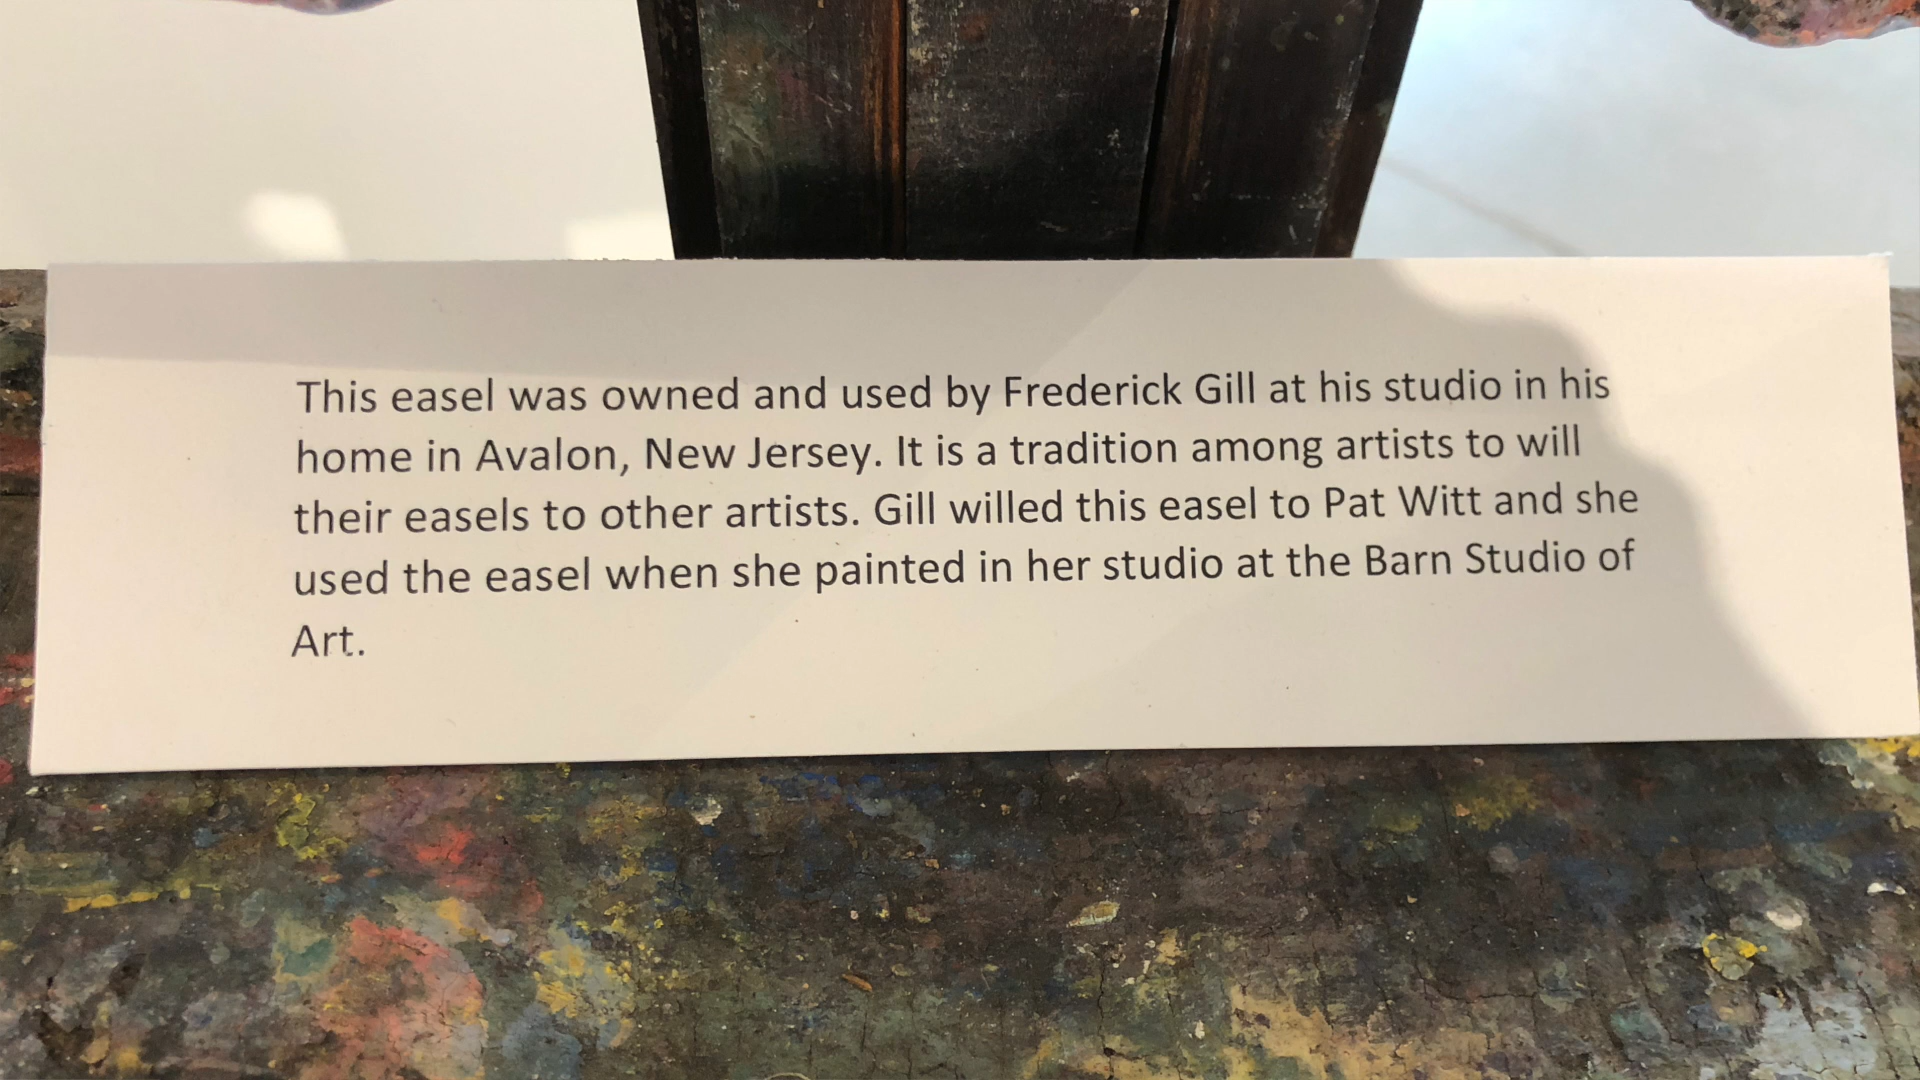 This easel was owned and used by Frederick Gill at his studio in his
home in Avalon, New Jersey. It is a tradition among artists to will
their easels to other artists. Gill willed this easel to Pat Witt and she
used the easel when she painted in her studio at the Barn Studio of
Art.